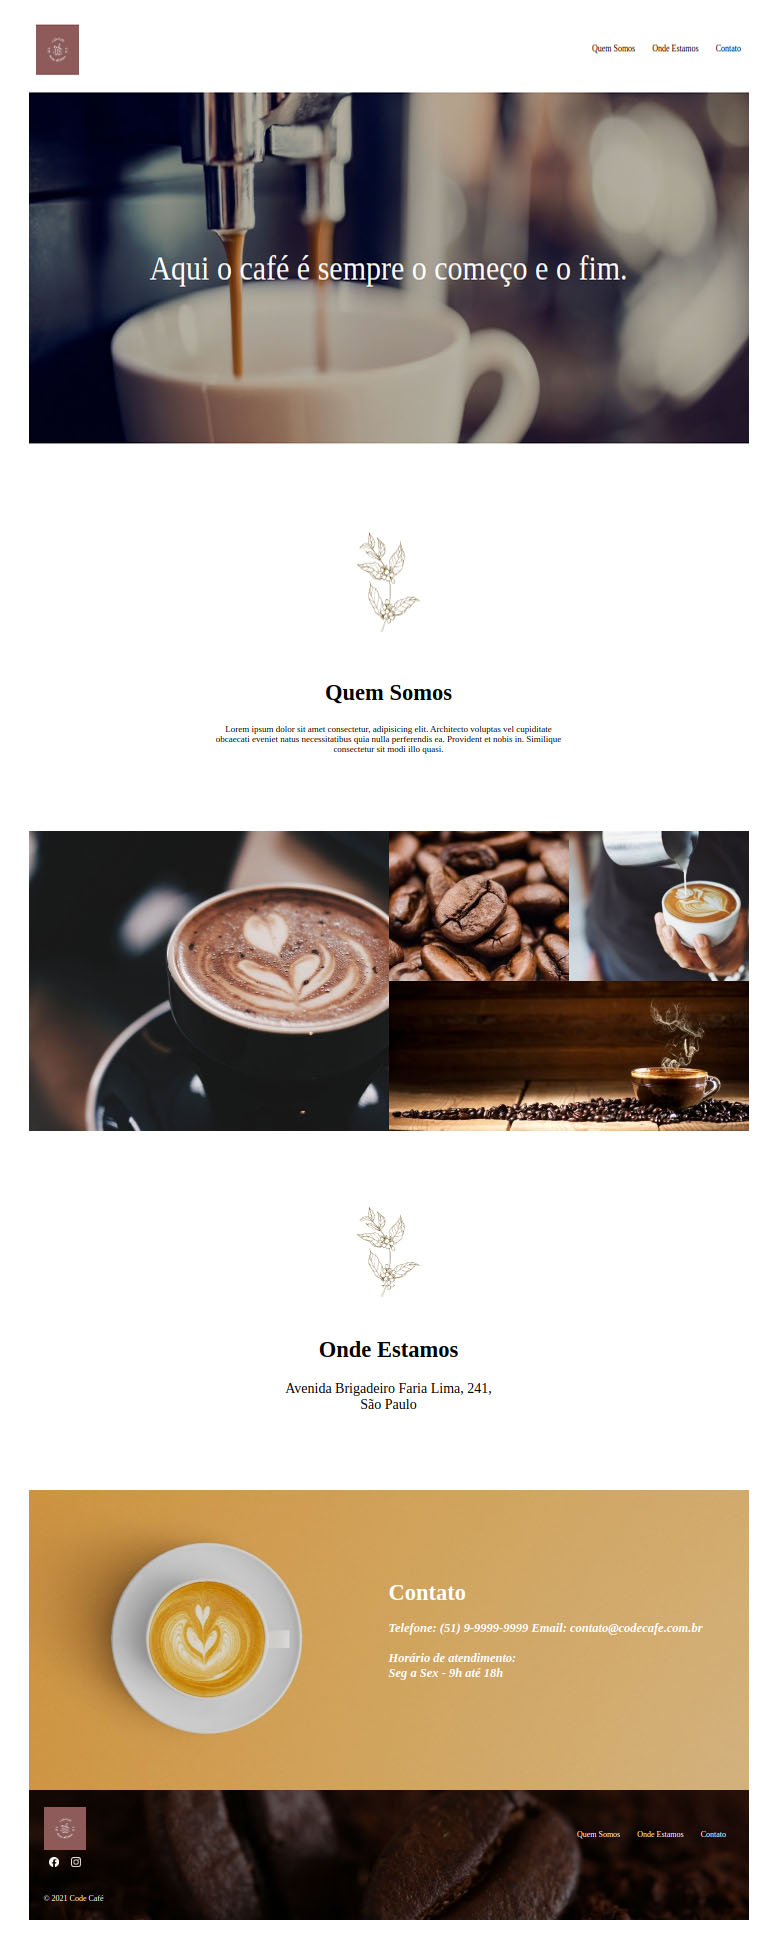 Quem Somos Onde Estamos Contato
Aqui o café é sempre o começo e o fim.
Quem Somos
Lorem ipsum dolor sit amet consectetur, adipisicing elit. Architecto voluptas vel cupiditate
obcaecati eveniet natus necessitatibus quia nulla perferendis ea. Provident et nobis in. Similique
consectetur sit modi illo quasi.
Onde Estamos
Avenida Brigadeiro Faria Lima, 241,
São Paulo
Contato
Telefone: (51) 9-9999-9999 Email: contato@codecafe.com.br
Horário de atendimento:
Seg a Sex - 9h até 18h
Quem Somos Onde Estamos Contato
© 2021 Code Café